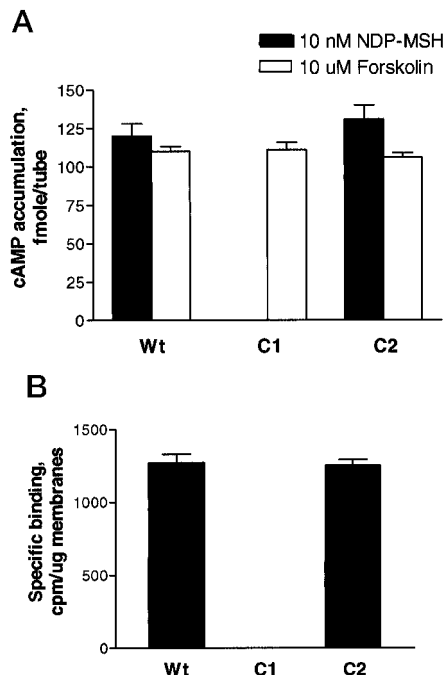 A
10 nM NDP-MSH
10 uM Forskolin
cAMP accumulation,
fmole/tube
150
125
100
75
50
25
0
Wt
C1
C2
B
Specific binding,
cpm/ug membranes
1500
1000
500
0
Wt
C1
C2